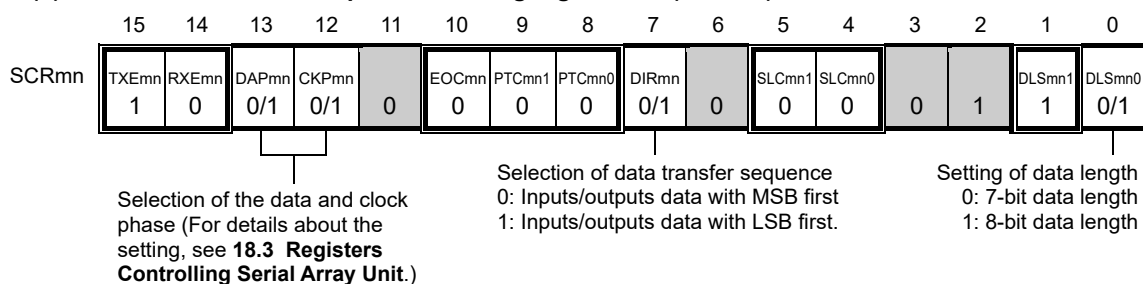 15 14 13 12 11 10 9 8 7 6 5 4 3 2 1 0
SCRmn TXEmn RXEmn DAPmn CKPmn EOCmn PTCmn1 PTCmn0 DIRmn SLCmn1 SLCmn0 DLSmn1 DLSmn0
1 0 0/1 0/1 0 0 0 0 0/1 0 0 0 0 1 1 0/1
Selection of the data and clock
phase (For details about the
setting, see 18.3 Registers
Controlling Serial Array Unit.)
Selection of data transfer sequence
0: Inputs/outputs data with MSB first
1: Inputs/outputs data with LSB first.
Setting of data length
0: 7-bit data length
1: 8-bit data length